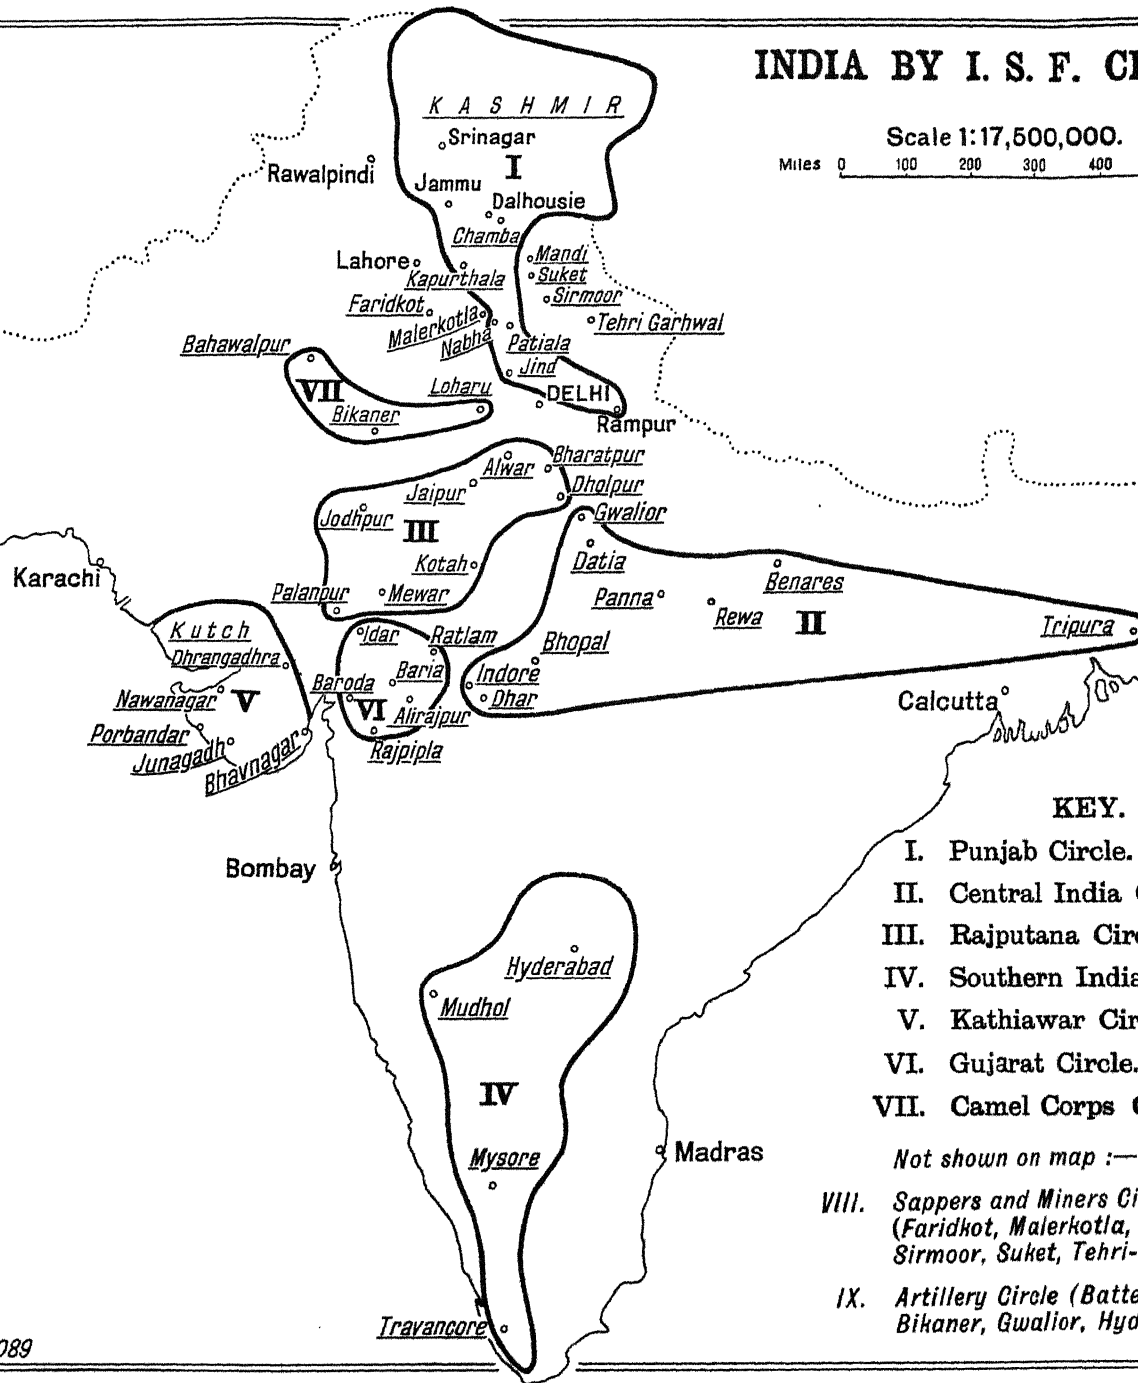 INDIA BY I. S. F. CI
Scale 1:17,500,000.
Miles 0 100 200 300 400
KASHMIR
Srinagar
I
Rawalpindi
Jammu
Dalhousie
Chamba
Mandi
Lahore
Kapurthala
Suket
Sirmoor
Faridkot
Malerkotla
Nabha
Tehri Garhwal
Patiala
Bahawalpur
Jind
VII
Loharu
DELHI
Bikaner
Rampur
Alwar
Bharatpur
Jaipur
Dholpur
Jodhpur
III
Gwalior
Kotah
Datia
Karachi
Benares
Palanpur
Mewar
Panna
Rewa
II
Tripura
Kutch
Idar
Ratlam
Dhrangadhra
Bhopal
Baroda
Baria
Indore
Nawanagar
V
VI
Alirajpur
Dhar
Calcutta
Porbandar
Junagadh
Bhavnagar
Rajpipla
Bombay
Hyderabad
Mudhol
IV
Mysore
Madras
Travancore
KEY.
I. Punjab Circle.
II. Central India
III. Rajputana Circ
IV. Southern India
V. Kathiawar Cir
VI. Gujarat Circle.
VII. Camel Corps
Not shown on map :—
VIII. Sappers and Miners Ci
(Faridkot, Malerkotla,
Sirmoor, Suket, Tehri-
IX. Artillery Circle (Batte
Bikaner, Gwalior, Hyd
089